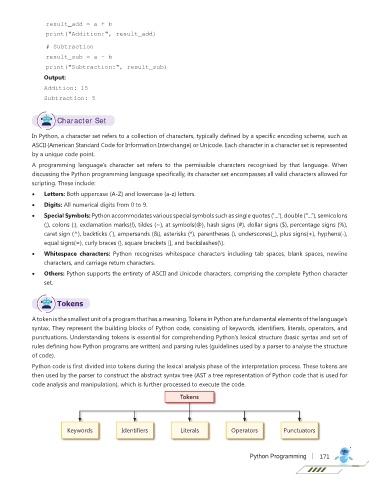 result_add = a + b
print("Addition:", result_add)
# Subtraction
result_sub = a - b
print("Subtraction:", result_sub)
Output:
Addition: 15
Subtraction: 5
Character Set
In Python, a character set refers to a collection of characters, typically defined by a specific encoding scheme, such as
ASCII (American Standard Code for Information Interchange) or Unicode. Each character in a character set is represented
by a unique code point.
A programming language's character set refers to the permissible characters recognised by that language. When
discussing the Python programming language specifically, its character set encompasses all valid characters allowed for
scripting. These include:
• Letters: Both uppercase (A-Z) and lowercase (a-z) letters.
• Digits: All numerical digits from 0 to 9.
• Special Symbols: Python accommodates various special symbols such as single quotes ('...'), double ("..."), semicolons
(;), colons (:), exclamation marks(!), tildes (~), at symrols(@), hash signs (#), dollar signs ($), percentage signs (%),
caret sign (^), backticks (`), ampersands (&), asterisks (*), parentheses (), underscores(_), plus signs(+), hyphens(-),
equal signs(=), curly braces {}, square brackets [], and backslashes(\).
• Whitespace characters: Python recognises whitespace characters including tab spaces, blank spaces, newline
characters, and carriage return characters.
• Others: Python supports the entirety of ASCII and Unicode characters, comprising the complete Python character
set.
Tokens
A token is the smallest unit of a program that has a meaning. Tokens in Python are fundamental elements of the language's
syntax. They represent the building blocks of Python code, consisting of keywords, identifiers, literals, operators, and
punctuations. Understanding tokens is essential for comprehending Python's lexical structure (basic syntax and set of
rules defining how Python programs are written) and parsing rules (guidelines used by a parser to analyse the structure
of code).
Python code is first divided into tokens during the lexical analysis phase of the interpretation process. These tokens are
then used by the parser to construct the abstract syntax tree (AST a tree representation of Python code that is used for
code analysis and manipulation), which is further processed to execute the code.
Tokens
Keywords Identifiers Literals Operators Punctuators
Python Programming | 171